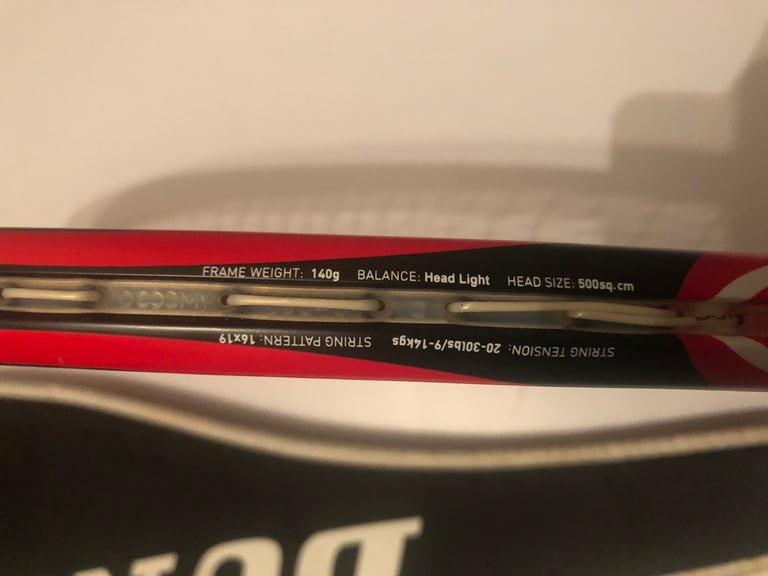 FRAME WEIGHT: 140g BALANCE: Head Light HEAD SIZE: 500sq.cm
STRING TENSION: 20-30lbs/9-14kgs STRING PATTERN: 16x19